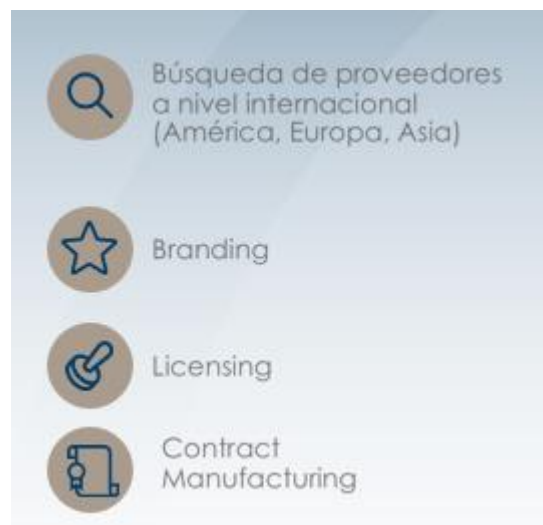 Búsqueda de proveedores
a nivel internacional
(América, Europa, Asia)
Branding
Licensing
Contract
Manufacturing